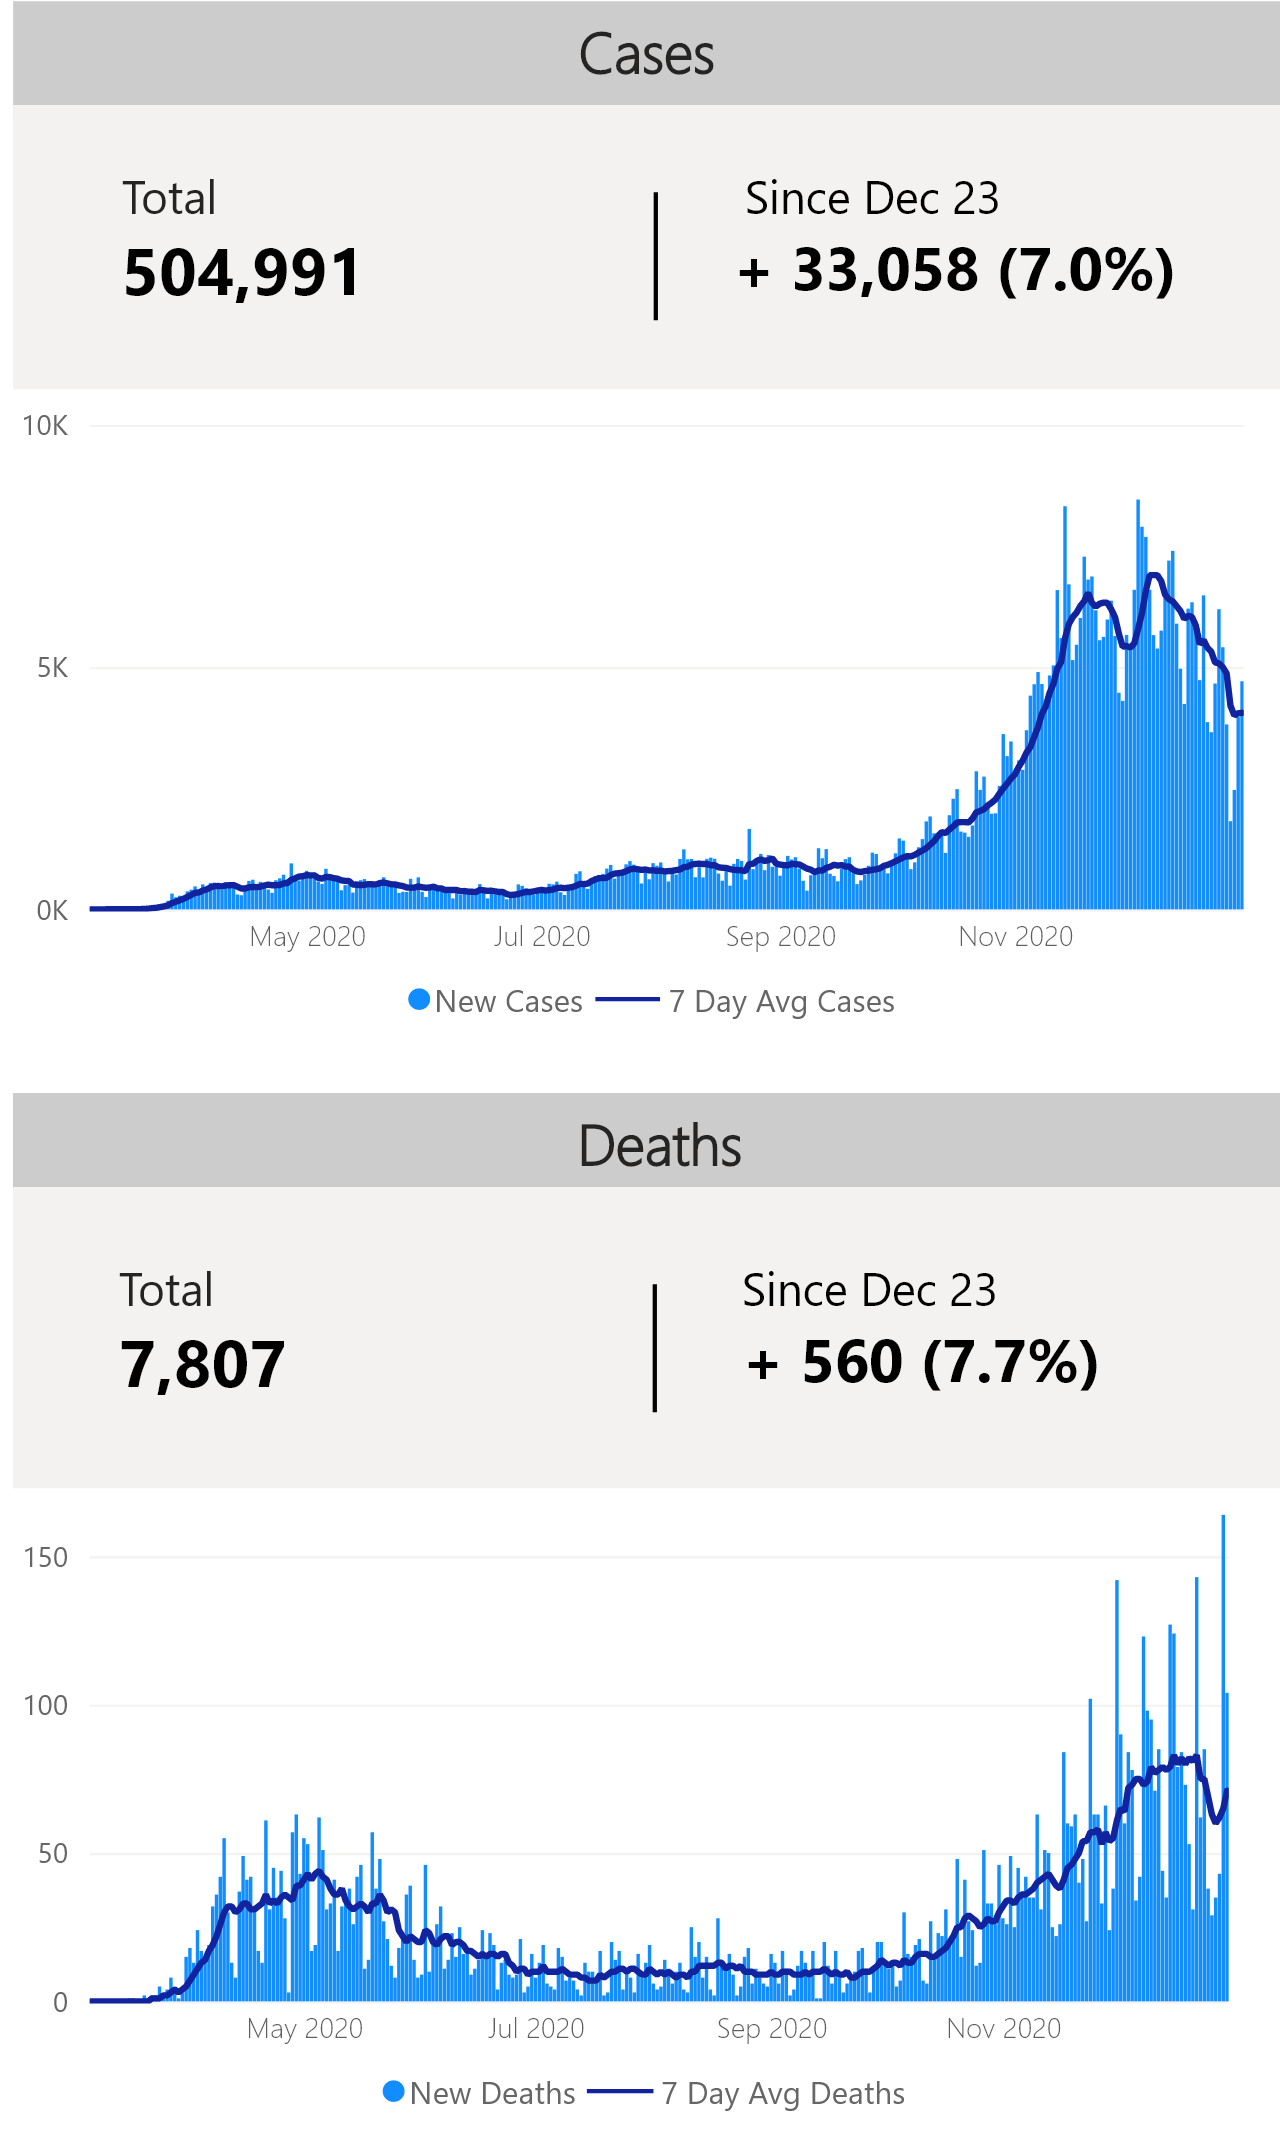 Cases
Total
Since Dec 23
504,991
+ 33,058 (7.0%)
10K
5K
0K
May 2020
Jul 2020
Sep 2020
Nov 2020
New Cases
7 Day Avg Cases
Deaths
Total
Since Dec 23
7,807
+ 560 (7.7%)
150
100
50
0
May 2020
Jul 2020
Sep 2020
Nov 2020
New Deaths
7 Day Avg Deaths